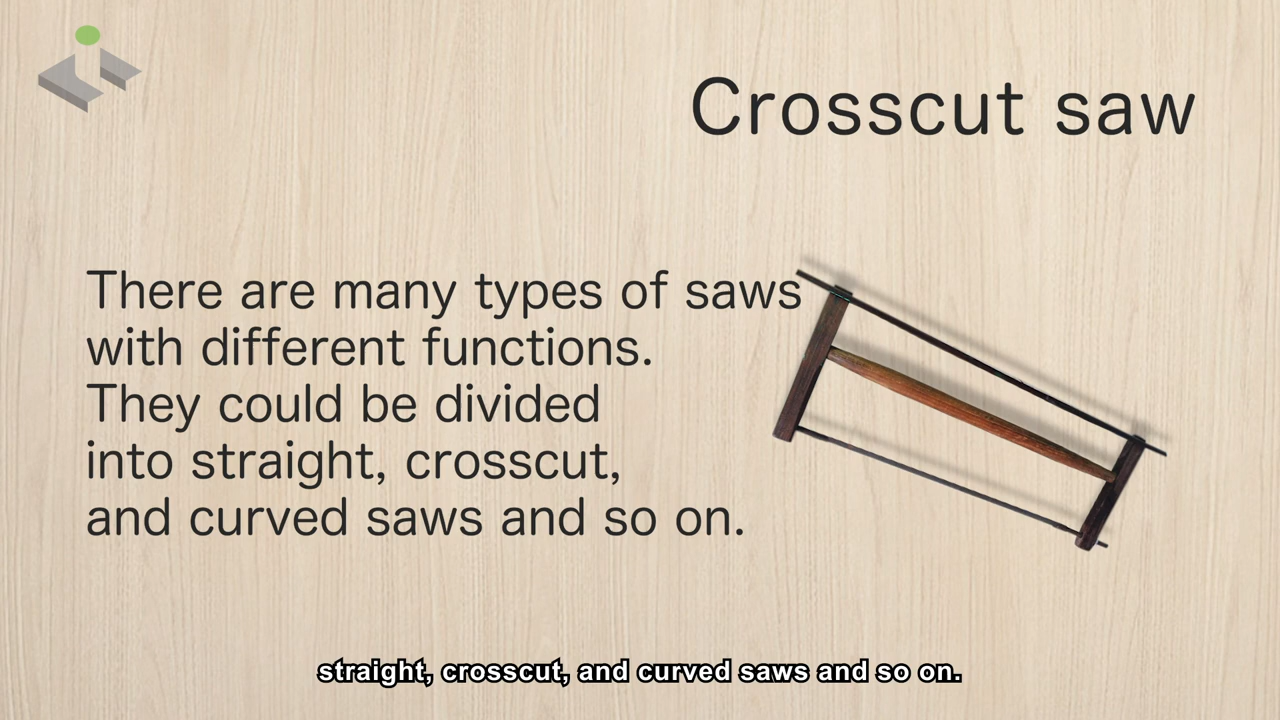 Crosscut saw
There are many types of saws
with different functions.
They could be divided
into straight, crosscut,
and curved saws and so on.
straight, crosscut, and curved saws and so on.